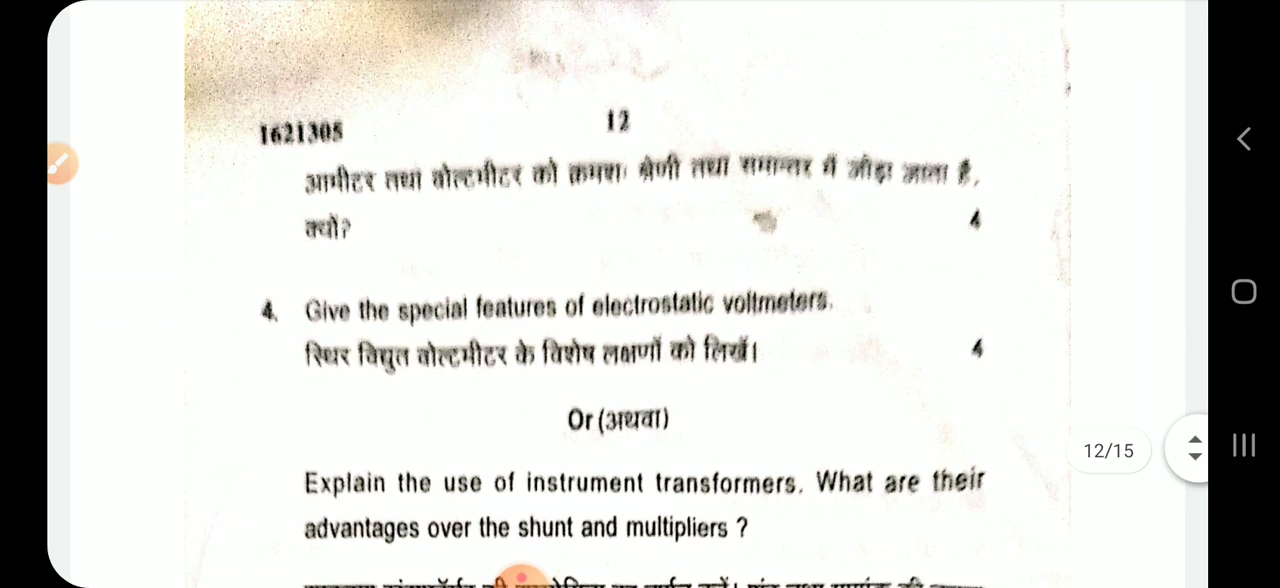 1621305
12
आमीटर तथा वोल्टमीटर को क्रमशः श्रेणी तथा समान्तर में जोड़ा जाता है,
क्यों?
4
4. Give the special features of electrostatic voltmeters.
स्थिर विद्युत वोल्टमीटर के विशेष लक्षणों को लिखें।
4
Or (अथवा)
12/15
Explain the use of instrument transformers. What are their
advantages over the shunt and multipliers ?